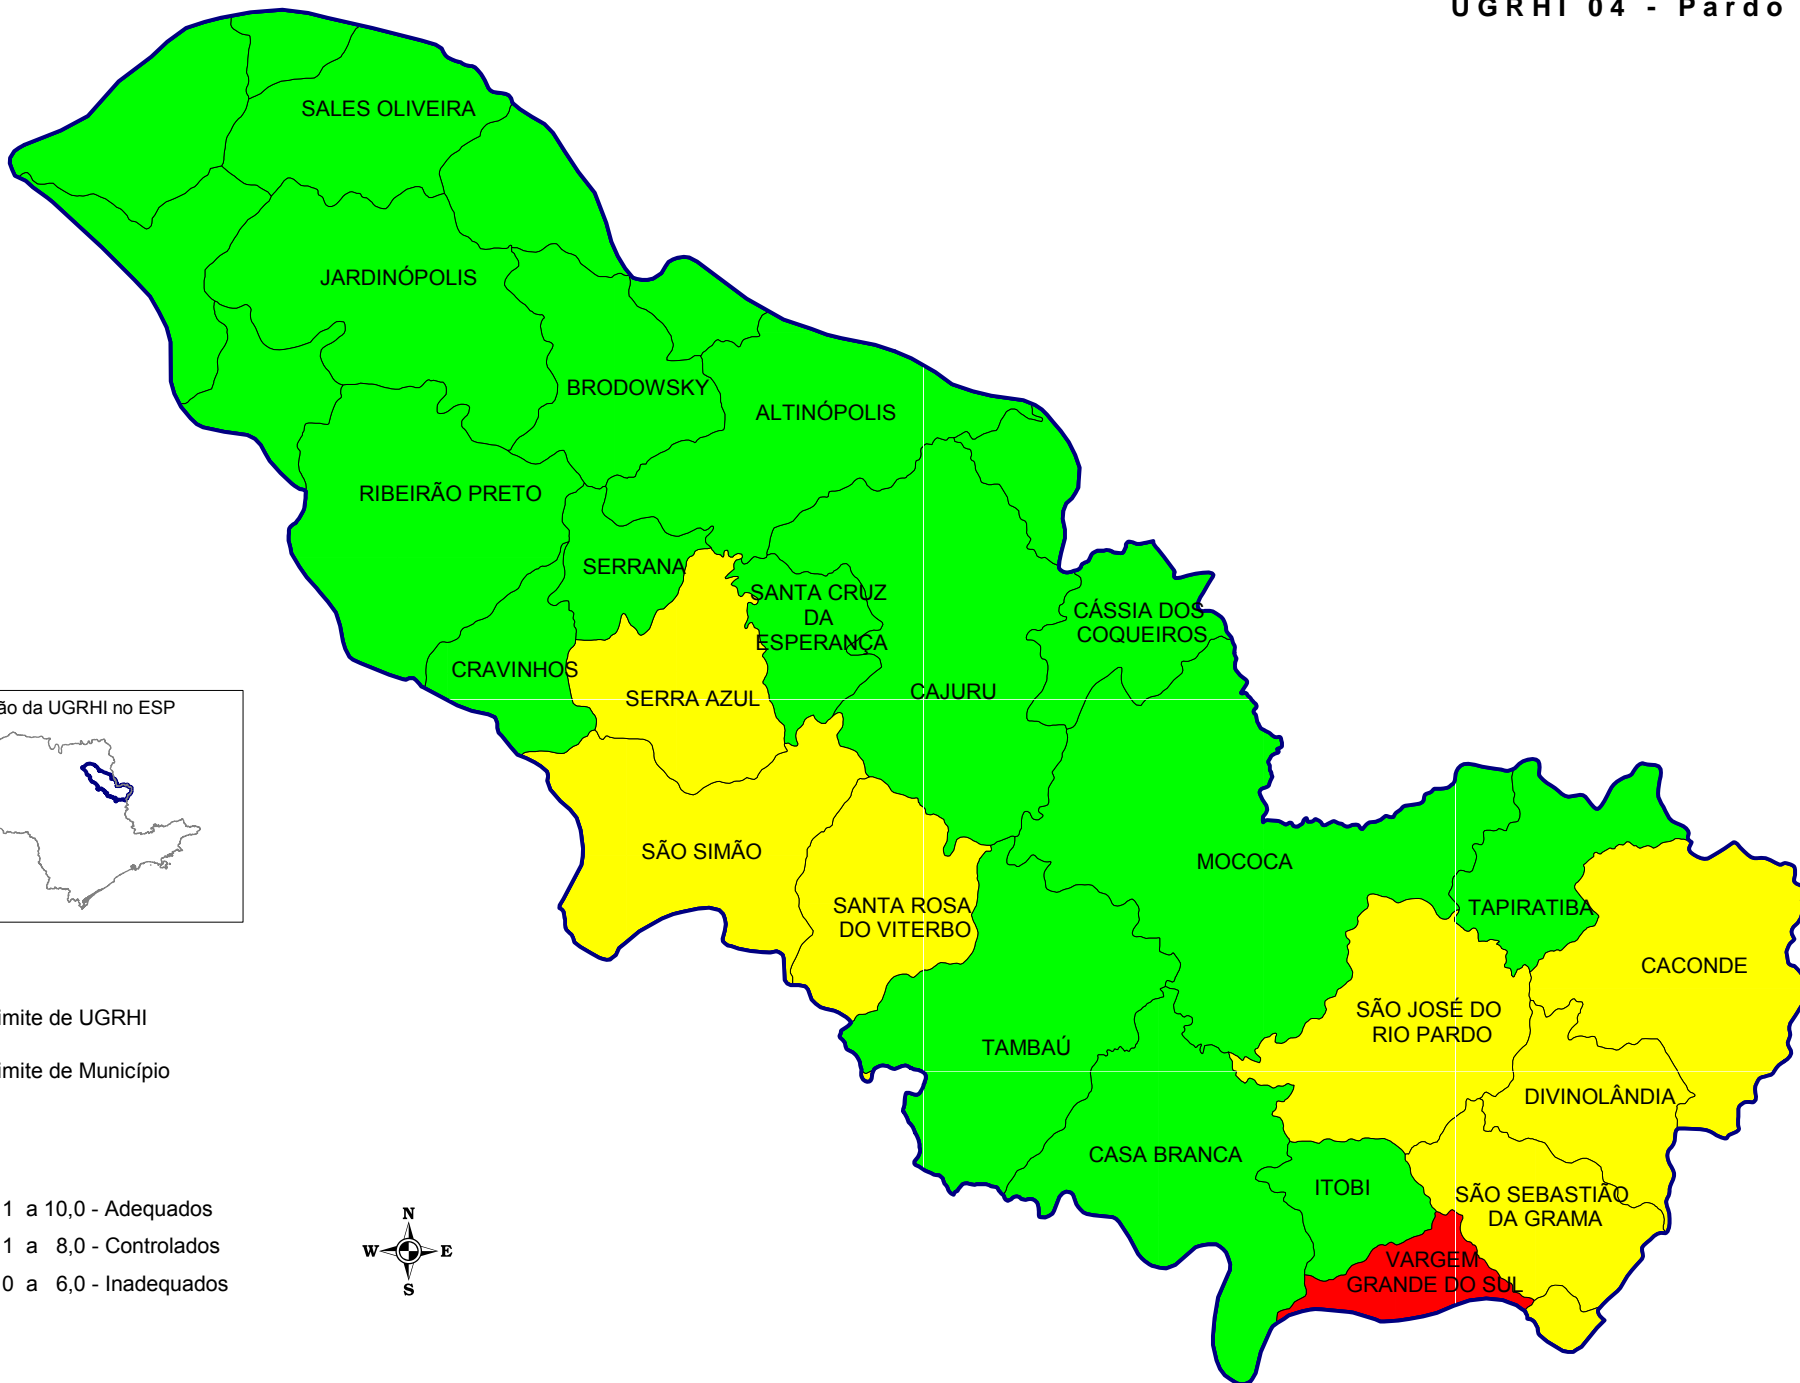 UGRHI 04 - Pardo
SALES OLIVEIRA
JARDINÓPOLIS
BRODOWSKY
ALTINÓPOLIS
RIBEIRÃO PRETO
SERRANA
SANTA CRUZ
DA
ESPERANÇA
CÁSSIA DOS
COQUEIROS
CRAVINHOS
SERRA AZUL
CAJURU
ão da UGRHI no ESP
SÃO SIMÃO
MOCOCA
SANTA ROSA
DO VITERBO
TAPIRATIBA
CACONDE
SÃO JOSÉ DO
RIO PARDO
imite de UGRHI
TAMBAÚ
imite de Município
DIVINOLÂNDIA
CASA BRANCA
ITOBI
SÃO SEBASTIÃO
DA GRAMA
1 a 10,0 - Adequados
1 a 8,0 - Controlados
0 a 6,0 - Inadequados
N
W E
S
VARGEM
GRANDE DO SUL